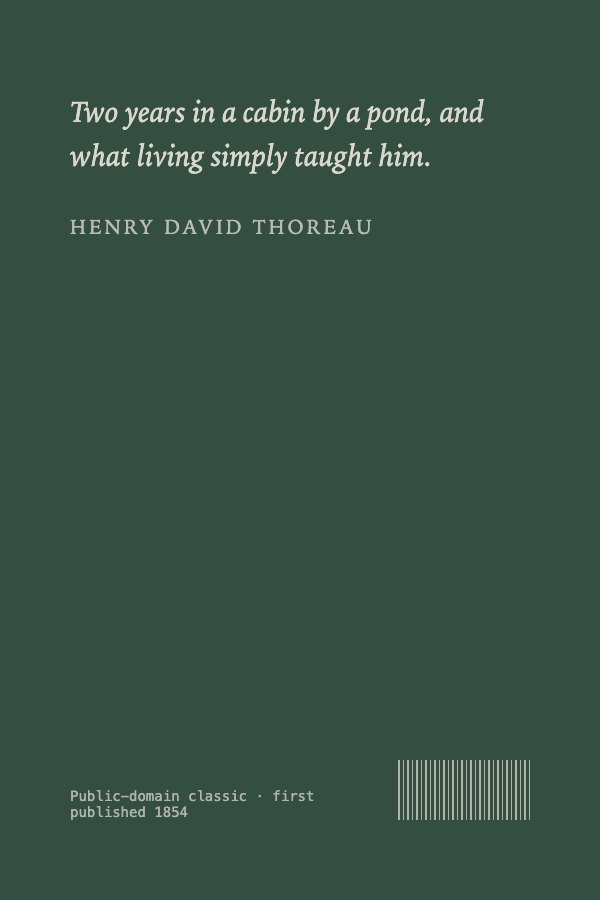 Two years in a cabin by a pond, and
what living simply taught him.
HENRY DAVID THOREAU
Public-domain classic · first
published 1854